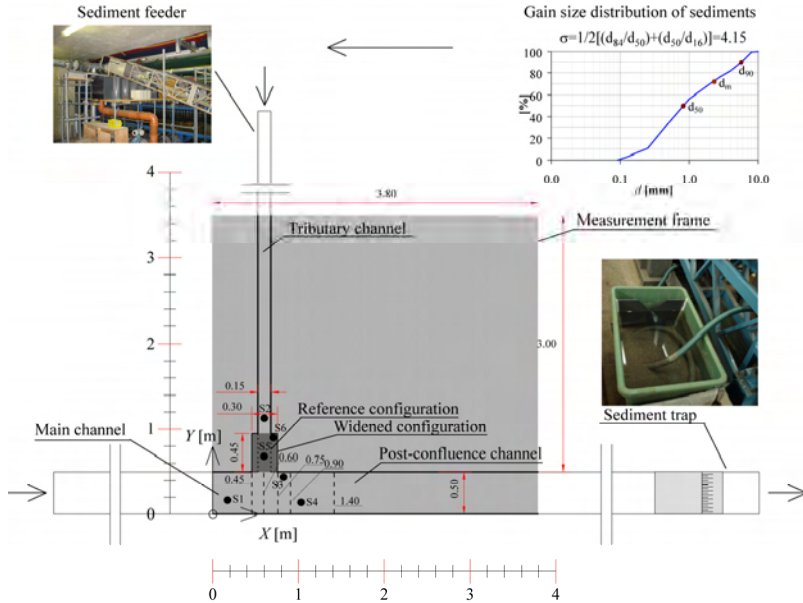 Sediment feeder
Gain size distribution of sediments
σ=1/2[(d84/d50)+(d50/d16)]=4.15
100
80
60
40
20
0
[%]
d90
dm
d50
0.0
0.1
1.0
10.0
d [mm]
4
3
2
1
0
3.80
Measurement frame
Tributary channel
3.00
0.15
0.30
S2
S6
Reference configuration
Widened configuration
Sediment trap
Main channel
Y [m]
0.45
S5
0.60
0.75
0.90
Post-confluence channel
0.45
S3
S1
S4
1.40
0.50
X [m]
0
1
2
3
4